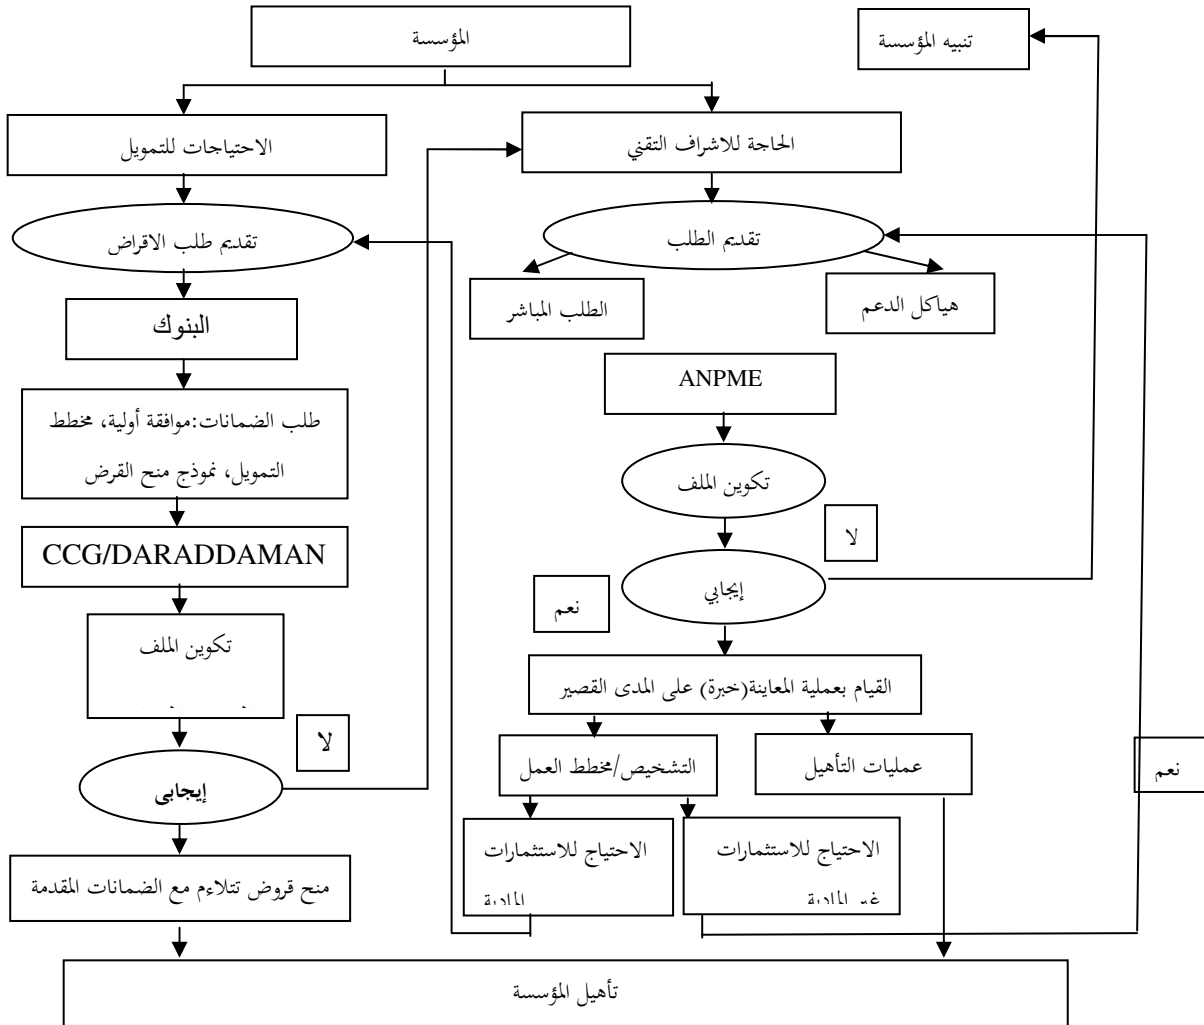 المؤسسة
تنبيه المؤسسة
الاحتياجات للتمويل
الحاجة للاشراف التقني
تقديم طلب الاقراض
تقديم الطلب
البنوك
الطلب المباشر
هياكل الدعم
طلب الضمانات:موافقة أولية، مخطط
التمويل، نموذج منح القرض
ANPME
تكوين الملف
CCG/DARADDAMAN
لا
إيجابي
نعم
تكوين الملف
القيام بعملية المعاينة(خبرة) على المدى القصير
لا
التشخيص/مخطط العمل
عمليات التأهيل
نعم
إيجابي
الاحتياج للاستثمارات
المادية
الاحتياج للاستثمارات
غير المادية
منح قروض تتلاءم مع الضمانات المقدمة
تأهيل المؤسسة